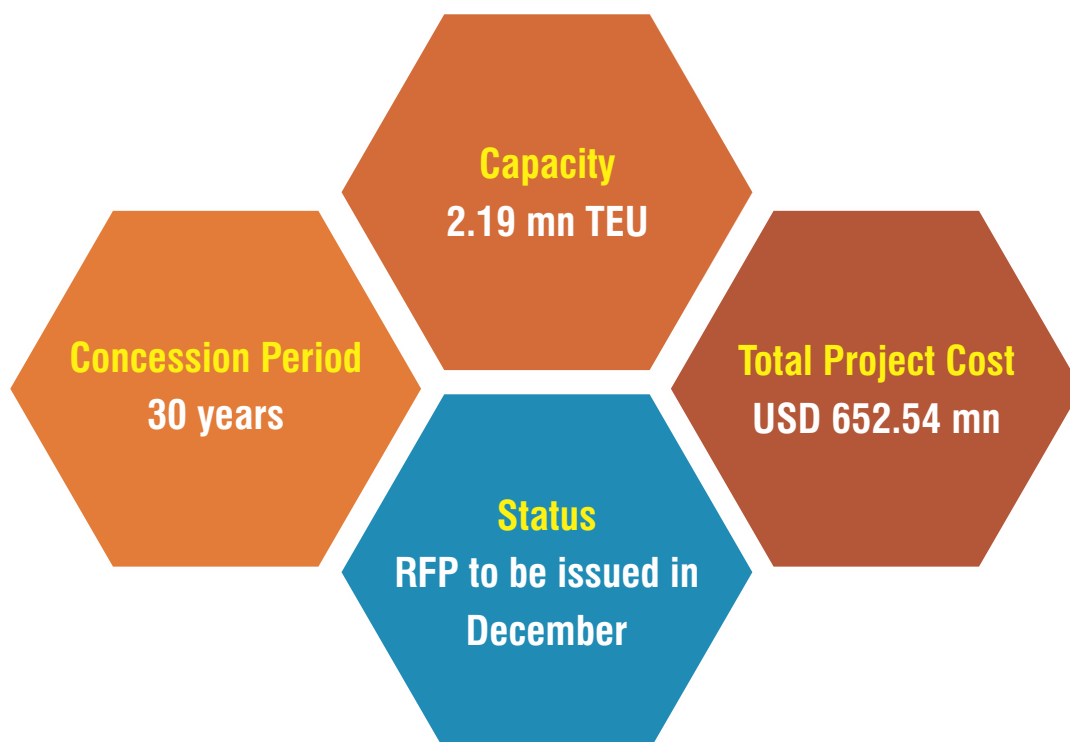 Capacity
2.19 mn TEU
Concession Period
30 years
Total Project Cost
USD 652.54 mn
Status
RFP to be issued in
December